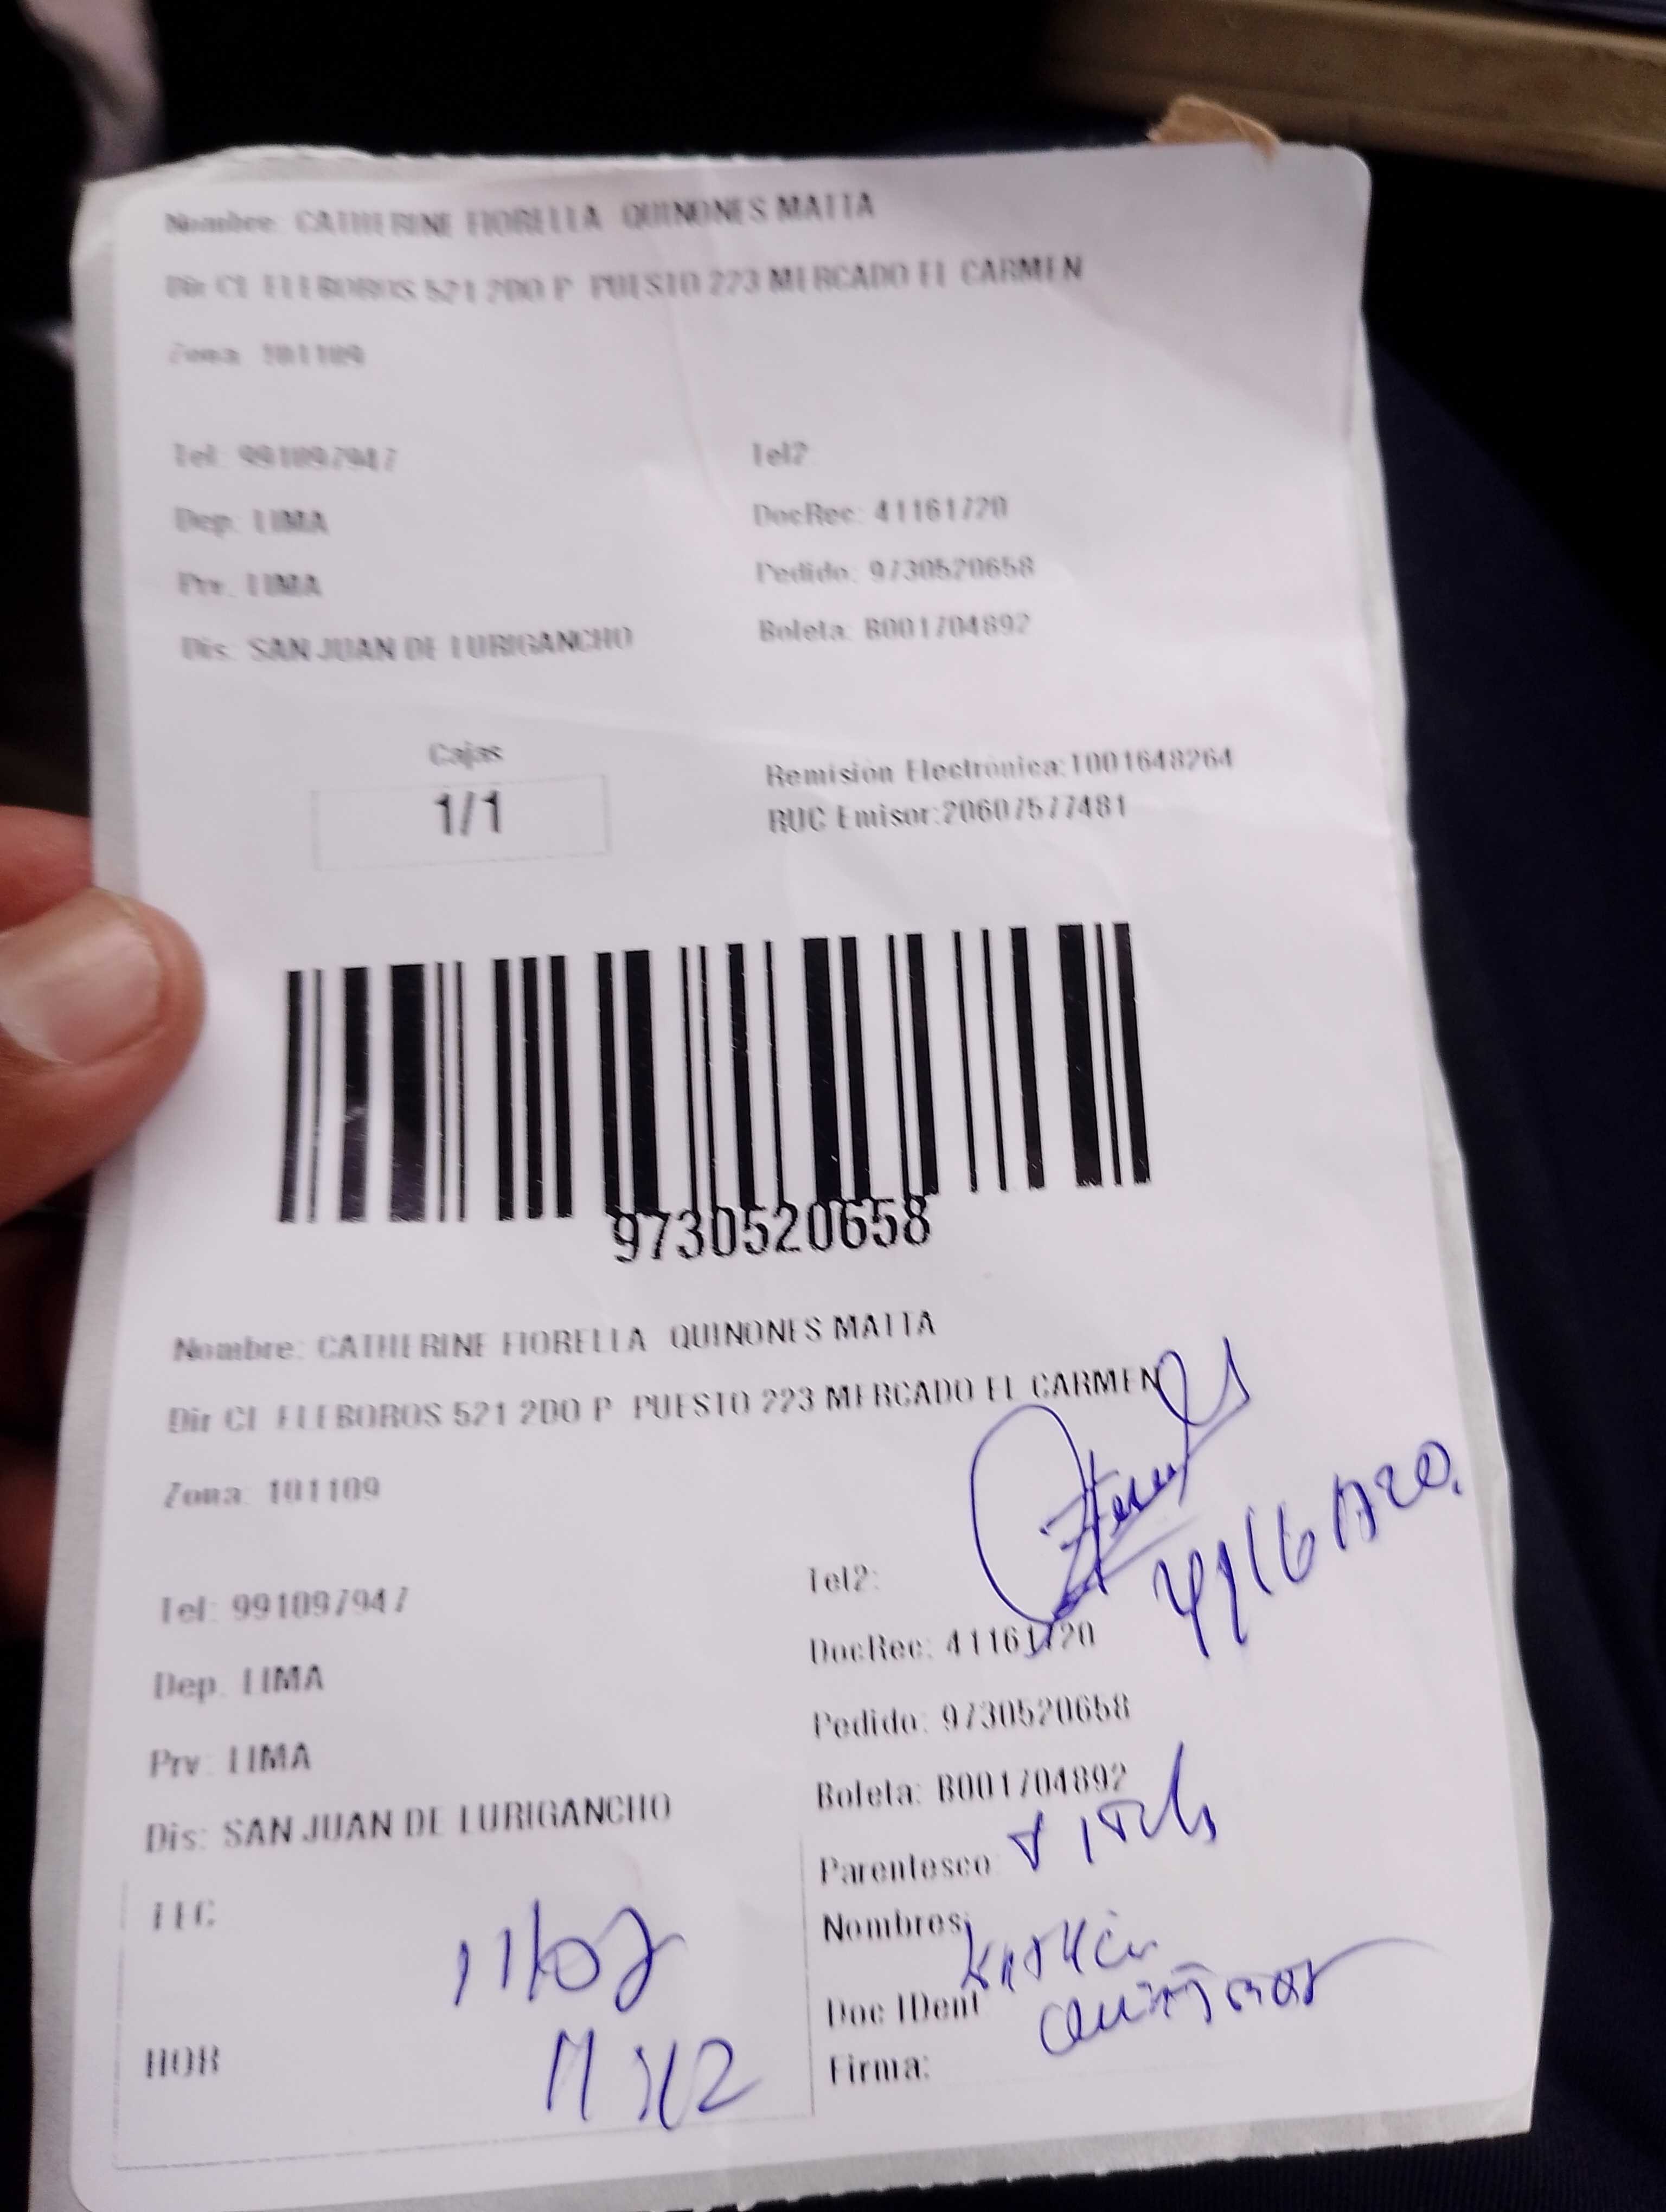 Nombre: CATHERINE FIORELLA QUINONES MATTA
Dir CL ELEBOROS 521 2DO P PUESTO 223 MERCADO EL CARMEN
Zona: 101109
Tel: 991097947 Tel2:
Dep: LIMA DocRec: 41161720
Prv: LIMA Pedido: 9730520658
Dis: SAN JUAN DE LURIGANCHO Boleta: B001704892
Cajas
1/1
Remisión Electrónica:T001648264
RUC Emisor:20607577481
9730520658
Nombre: CATHERINE FIORELLA QUINONES MATTA
Dir CL ELEBOROS 521 2DO P PUESTO 223 MERCADO EL CARMEN
Zona: 101109
41161720.
Tel: 991097947 Tel2:
Dep: LIMA DocRec: 41161720
Prv: LIMA Pedido: 9730520658
Dis: SAN JUAN DE LURIGANCHO Boleta: B001704892
Parentesco:
FEC 11/02
Nombres:
Doc IDent
HOR
Firma: